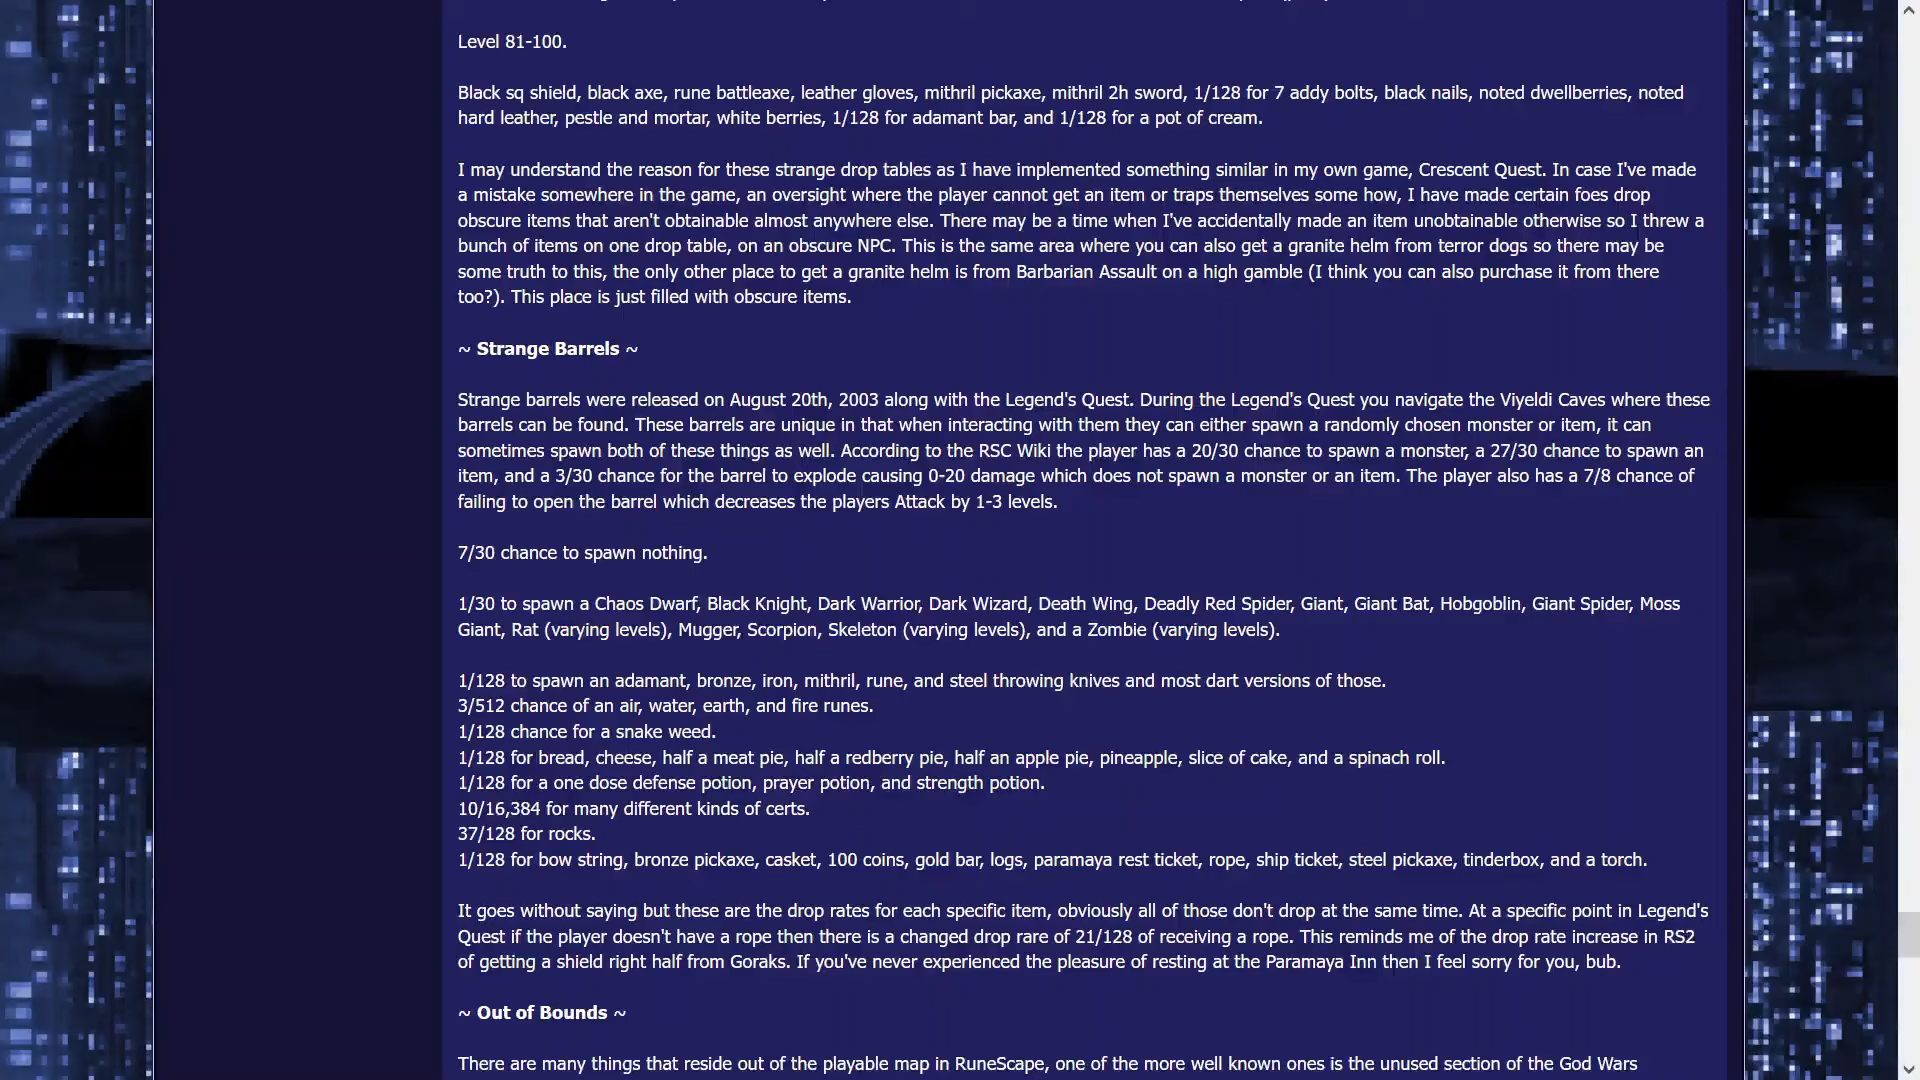 Level 81-100.
Black sq shield, black axe, rune battleaxe, leather gloves, mithril pickaxe, mithril 2h sword, 1/128 for 7 addy bolts, black nails, noted dwellberries, noted
hard leather, pestle and mortar, white berries, 1/128 for adamant bar, and 1/128 for a pot of cream.
I may understand the reason for these strange drop tables as I have implemented something similar in my own game, Crescent Quest. In case I've made
a mistake somewhere in the game, an oversight where the player cannot get an item or traps themselves some how, I have made certain foes drop
obscure items that aren't obtainable almost anywhere else. There may be a time when I've accidentally made an item unobtainable otherwise so I threw a
bunch of items on one drop table, on an obscure NPC. This is the same area where you can also get a granite helm from terror dogs so there may be
some truth to this, the only other place to get a granite helm is from Barbarian Assault on a high gamble (I think you can also purchase it from there
too?). This place is just filled with obscure items.
~ Strange Barrels ~
Strange barrels were released on August 20th, 2003 along with the Legend's Quest. During the Legend's Quest you navigate the Viyeldi Caves where these
barrels can be found. These barrels are unique in that when interacting with them they can either spawn a randomly chosen monster or item, it can
sometimes spawn both of these things as well. According to the RSC Wiki the player has a 20/30 chance to spawn a monster, a 27/30 chance to spawn an
item, and a 3/30 chance for the barrel to explode causing 0-20 damage which does not spawn a monster or an item. The player also has a 7/8 chance of
failing to open the barrel which decreases the players Attack by 1-3 levels.
7/30 chance to spawn nothing.
1/30 to spawn a Chaos Dwarf, Black Knight, Dark Warrior, Dark Wizard, Death Wing, Deadly Red Spider, Giant, Giant Bat, Hobgoblin, Giant Spider, Moss
Giant, Rat (varying levels), Mugger, Scorpion, Skeleton (varying levels), and a Zombie (varying levels).
1/128 to spawn an adamant, bronze, iron, mithril, rune, and steel throwing knives and most dart versions of those.
3/512 chance of an air, water, earth, and fire runes.
1/128 chance for a snake weed.
1/128 for bread, cheese, half a meat pie, half a redberry pie, half an apple pie, pineapple, slice of cake, and a spinach roll.
1/128 for a one dose defense potion, prayer potion, and strength potion.
10/16,384 for many different kinds of certs.
37/128 for rocks.
1/128 for bow string, bronze pickaxe, casket, 100 coins, gold bar, logs, paramaya rest ticket, rope, ship ticket, steel pickaxe, tinderbox, and a torch.
It goes without saying but these are the drop rates for each specific item, obviously all of those don't drop at the same time. At a specific point in Legend's
Quest if the player doesn't have a rope then there is a changed drop rare of 21/128 of receiving a rope. This reminds me of the drop rate increase in RS2
of getting a shield right half from Goraks. If you've never experienced the pleasure of resting at the Paramaya Inn then I feel sorry for you, bub.
~ Out of Bounds ~
There are many things that reside out of the playable map in RuneScape, one of the more well known ones is the unused section of the God Wars